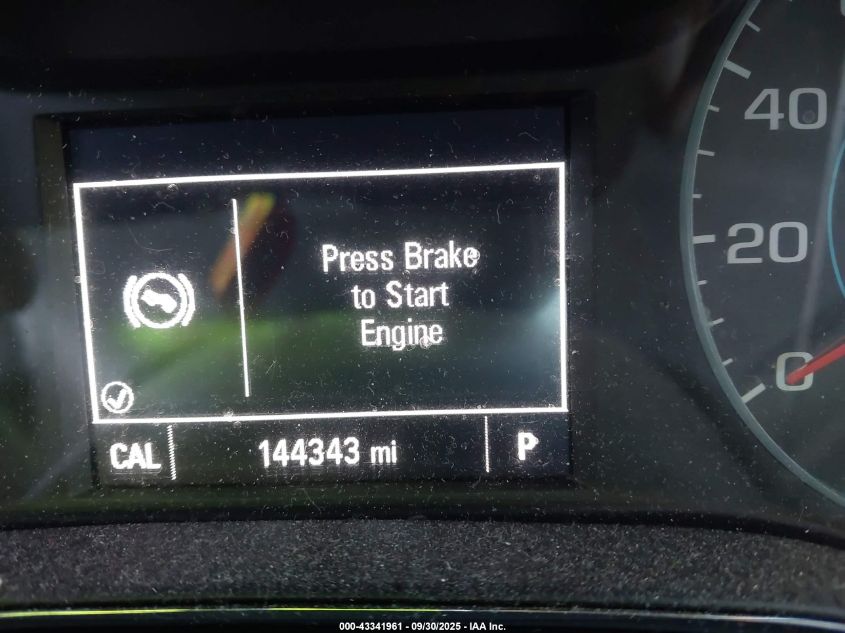 40
Press Brake
to Start
Engine
20
0
CAL 144343 mi P
000-43341961 - 09/30/2025 - IAA Inc.